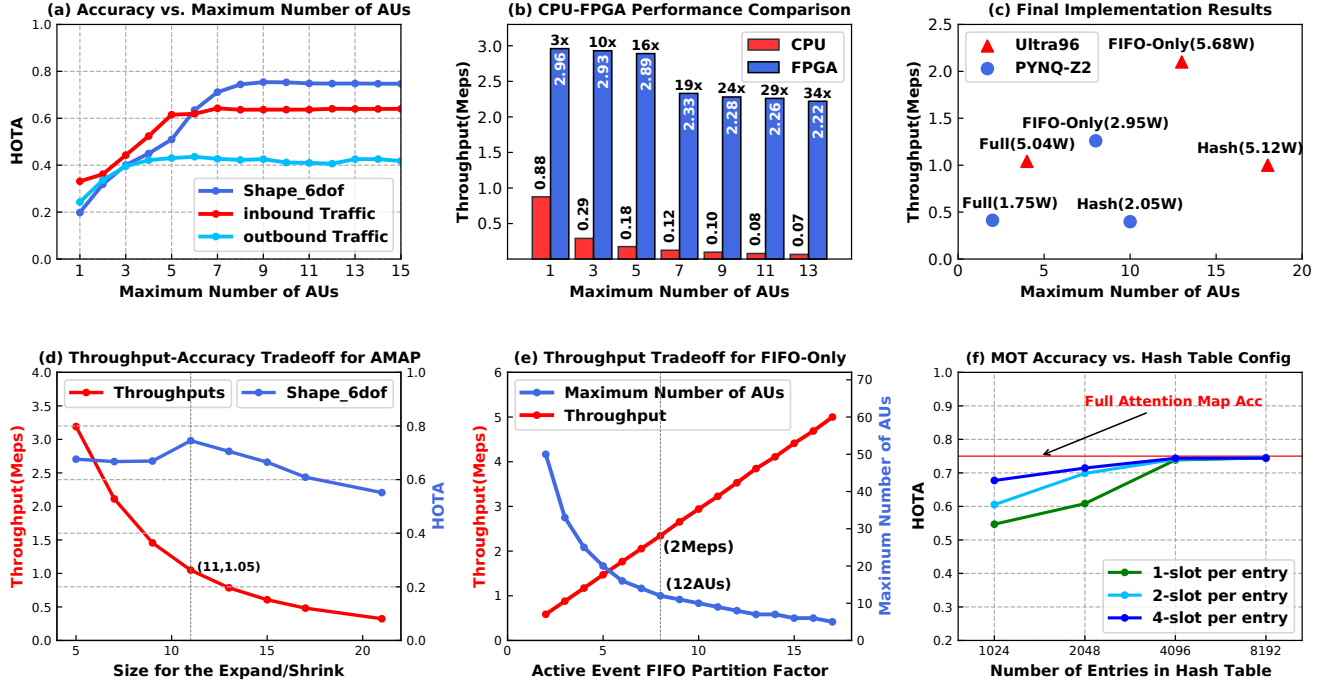 (a) Accuracy vs. Maximum Number of AUs
1.0
0.8
0.6
0.4
0.2
0.0
HOTA
Shape_6dof
inbound Traffic
outbound Traffic
1 3 5 7 9 11 13 15
Maximum Number of AUs
(b) CPU-FPGA Performance Comparison
3.0
2.5
2.0
1.5
1.0
0.5
Throughput(Meps)
CPU
FPGA
3x 10x 16x 19x 24x 29x 34x
2.96 2.93 2.89 2.33 2.28 2.26 2.22
0.88 0.29 0.18 0.12 0.10 0.08 0.07
1 3 5 7 9 11 13
Maximum Number of AUs
(c) Final Implementation Results
2.5
2.0
1.5
1.0
0.5
0.0
Throughput(Meps)
Ultra96
PYNQ-Z2
FIFO-Only(5.68W)
FIFO-Only(2.95W)
Full(5.04W)
Hash(5.12W)
Full(1.75W)
Hash(2.05W)
0 5 10 15 20
Maximum Number of AUs
(d) Throughput-Accuracy Tradeoff for AMAP
4.0
3.5
3.0
2.5
2.0
1.5
1.0
0.5
0.0
Throughput(Meps)
Throughputs
Shape_6dof
(11,1.05)
1.0
0.8
0.6
0.4
0.2
0.0
HOTA
5 10 15 20
Size for the Expand/Shrink
(e) Throughput Tradeoff for FIFO-Only
6
5
4
3
2
1
0
Throughput(Meps)
Maximum Number of AUs
Throughput
(2Meps)
(12AUs)
70
60
50
40
30
20
10
0
Maximum Number of AUs
0 5 10 15
Active Event FIFO Partition Factor
(f) MOT Accuracy vs. Hash Table Config
1.0
0.9
0.8
0.7
0.6
0.5
0.4
0.3
0.2
HOTA
Full Attention Map Acc
1-slot per entry
2-slot per entry
4-slot per entry
1024 2048 4096 8192
Number of Entries in Hash Table